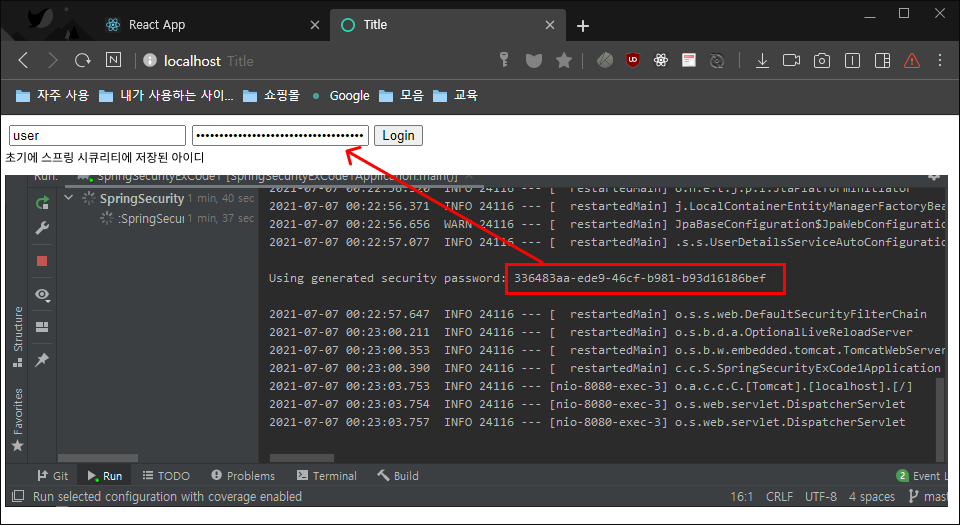 React App
Title
localhost Title
자주 사용
내가 사용하는 사이...
쇼핑몰
Google
모음
교육
user
Login
초기에 스프링 시큐리티에 저장된 아이디
Run: SpringSecurityExCode1 [SpringSecurityExCode1Application.main()]
SpringSecurity 1 min, 40 sec
:SpringSecur 1 min, 37 sec
2021-07-07 00:22:56.360 INFO 24116 --- [ restartedMain] o.h.e.t.j.p.i.JtaPlatformInitiator
2021-07-07 00:22:56.371 INFO 24116 --- [ restartedMain] j.LocalContainerEntityManagerFactoryBea
2021-07-07 00:22:56.656 WARN 24116 --- [ restartedMain] JpaBaseConfiguration$JpaWebConfiguratio
2021-07-07 00:22:57.077 INFO 24116 --- [ restartedMain] .s.s.UserDetailsServiceAutoConfiguration
Using generated security password: 336483aa-ede9-46cf-b981-b93d16186bef
2021-07-07 00:22:57.647 INFO 24116 --- [ restartedMain] o.s.s.web.DefaultSecurityFilterChain
2021-07-07 00:23:00.211 INFO 24116 --- [ restartedMain] o.s.b.d.a.OptionalLiveReloadServer
2021-07-07 00:23:00.353 INFO 24116 --- [ restartedMain] o.s.b.w.embedded.tomcat.TomcatWebServer
2021-07-07 00:23:00.390 INFO 24116 --- [ restartedMain] c.c.S.SpringSecurityExCode1Application
2021-07-07 00:23:03.753 INFO 24116 --- [nio-8080-exec-3] o.a.c.c.C.[Tomcat].[localhost].[/]
2021-07-07 00:23:03.754 INFO 24116 --- [nio-8080-exec-3] o.s.web.servlet.DispatcherServlet
2021-07-07 00:23:03.757 INFO 24116 --- [nio-8080-exec-3] o.s.web.servlet.DispatcherServlet
Structure
Favorites
Git
Run
TODO
Problems
Terminal
Build
2 Event L
Run selected configuration with coverage enabled
16:1 CRLF UTF-8 4 spaces mast